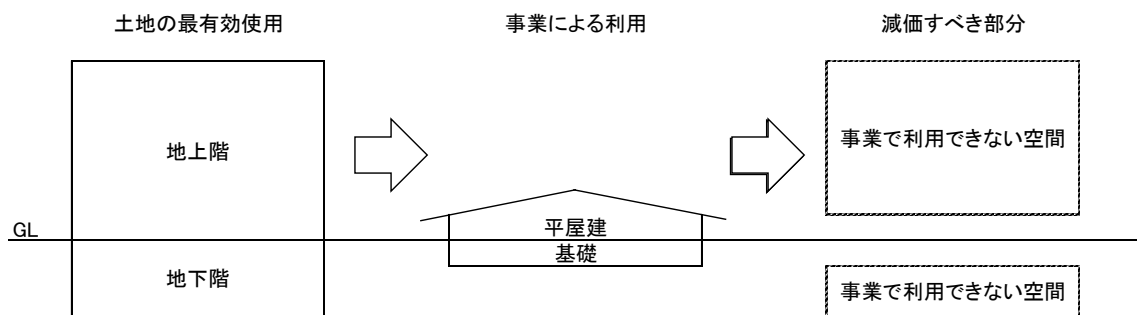 土地の最有効使用
事業による利用
減価すべき部分
地上階
事業で利用できない空間
GL
平屋建
基礎
地下階
事業で利用できない空間